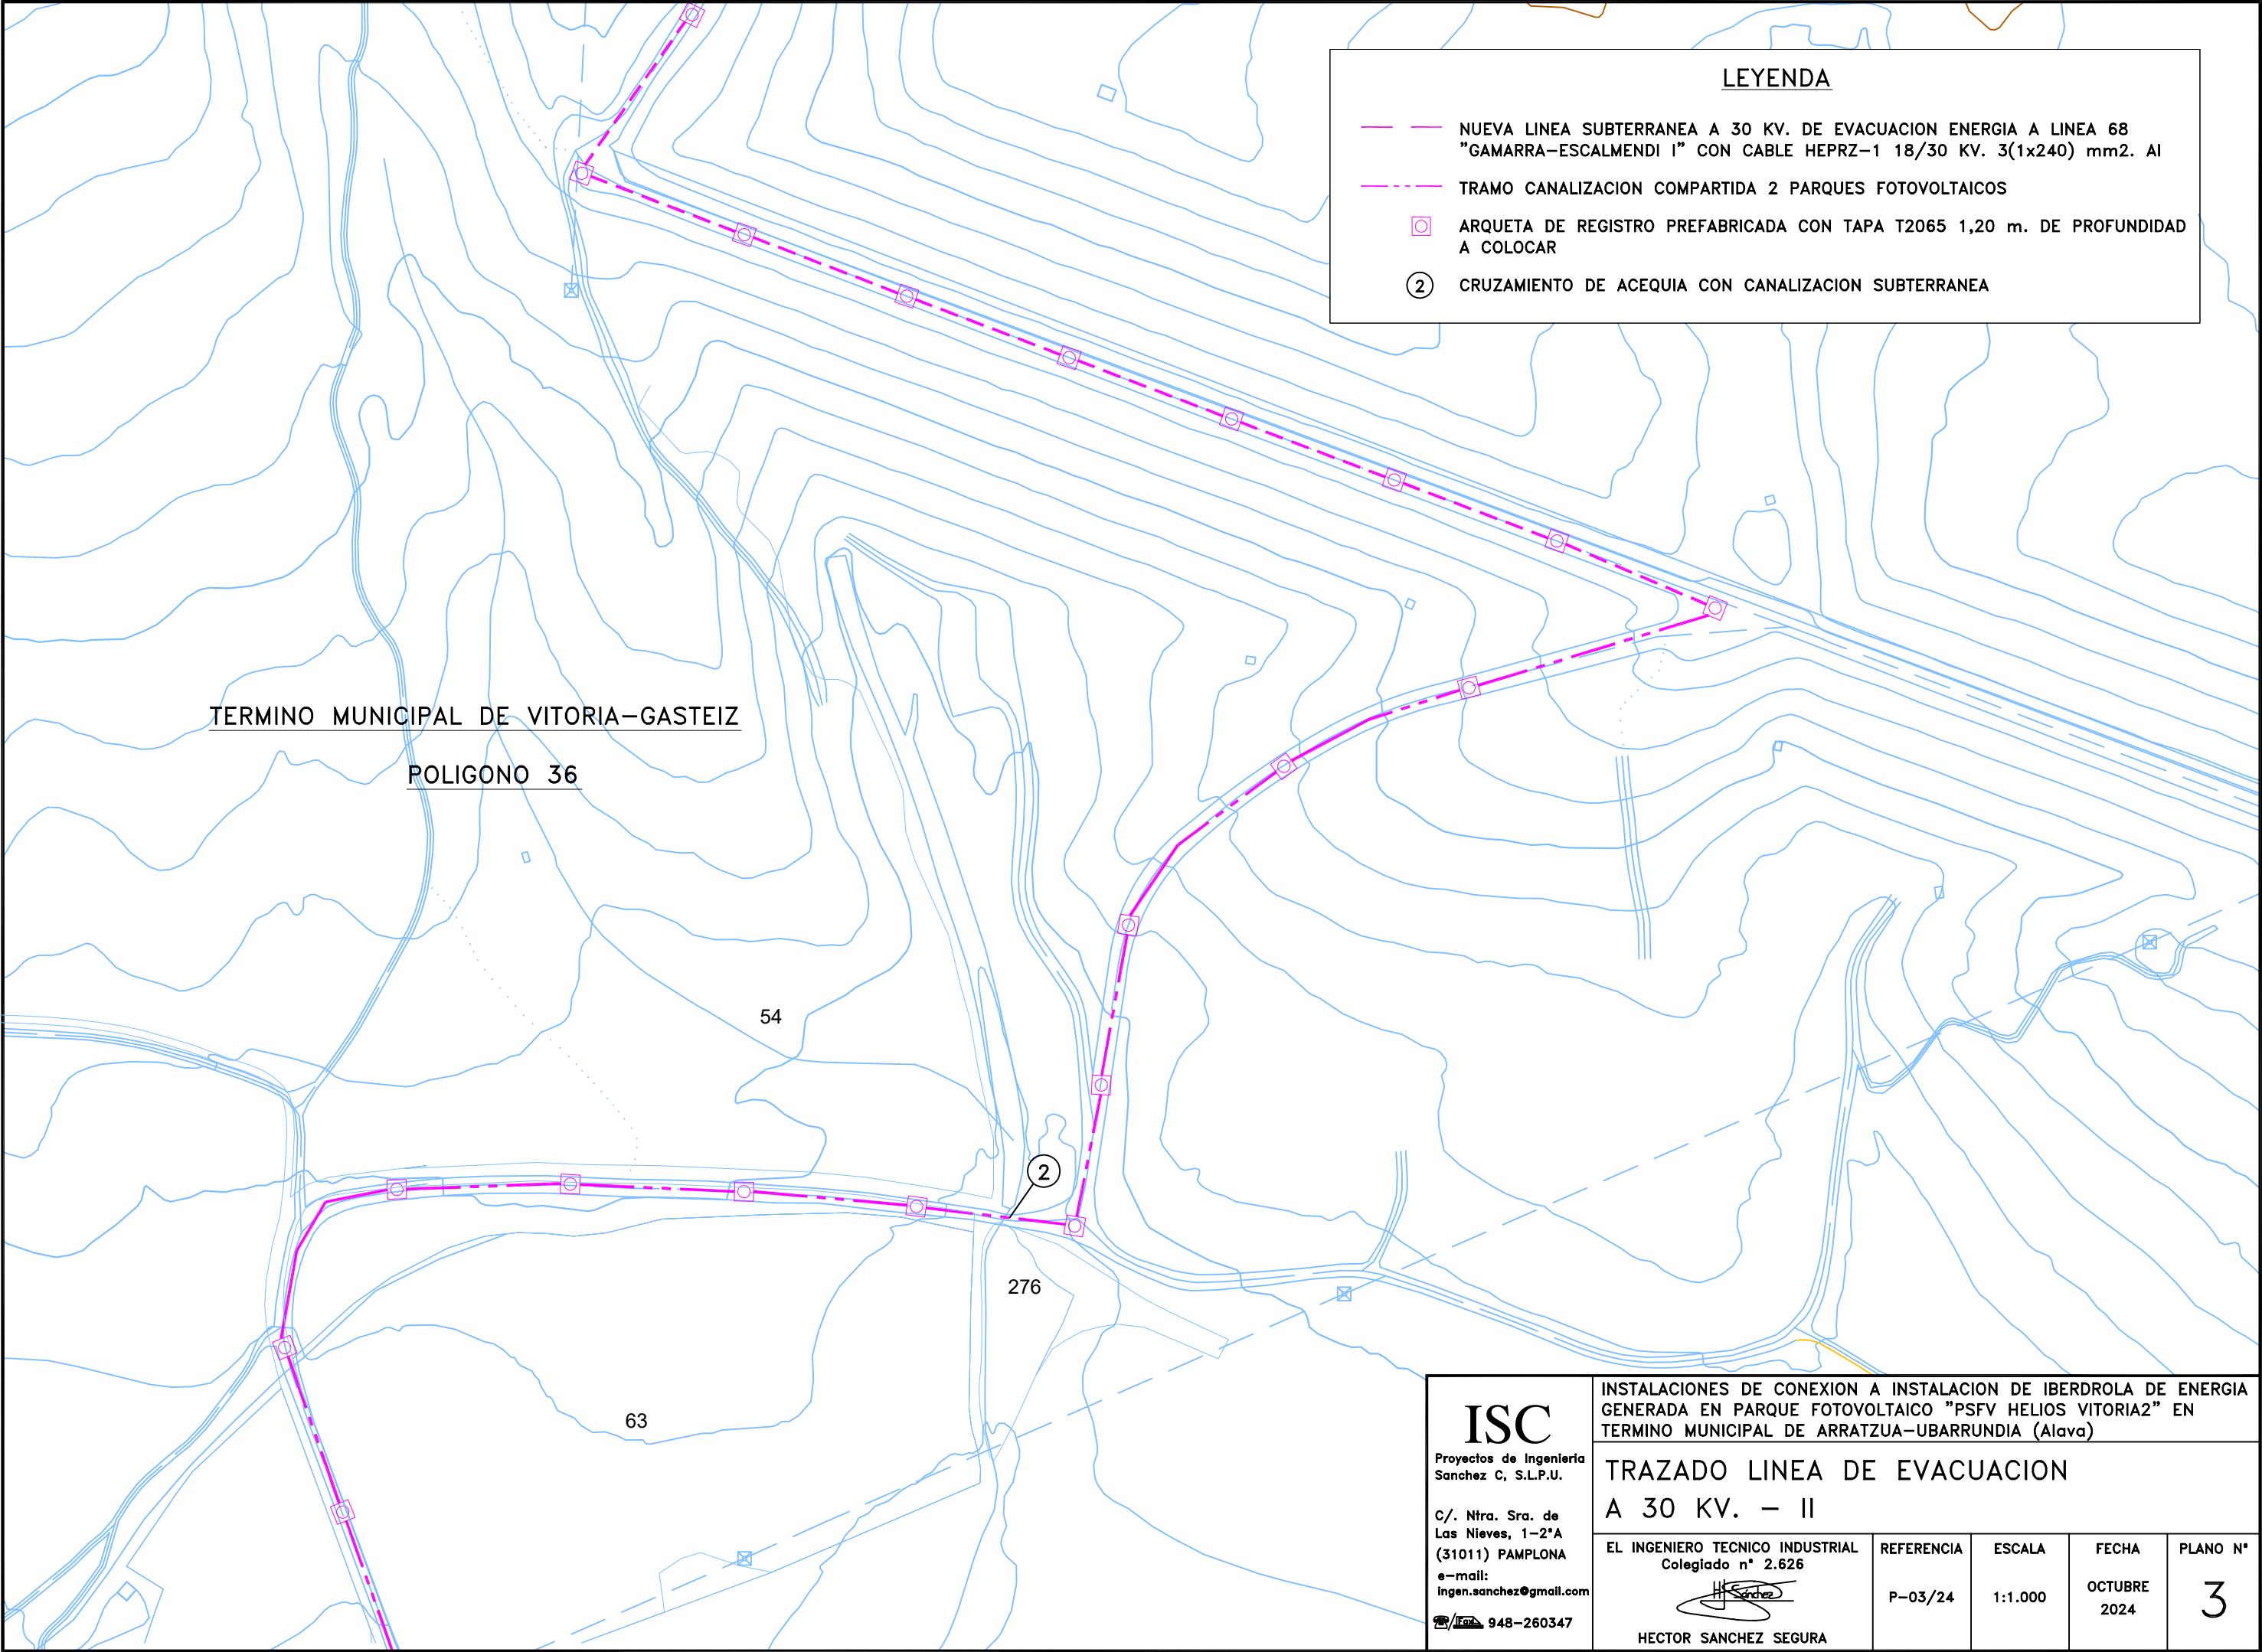 LEYENDA
NUEVA LINEA SUBTERRANEA A 30 KV. DE EVACUACION ENERGIA A LINEA 68
"GAMARRA-ESCALMENDI I" CON CABLE HEPRZ-1 18/30 KV. 3(1x240) mm2. Al
TRAMO CANALIZACION COMPARTIDA 2 PARQUES FOTOVOLTAICOS
ARQUETA DE REGISTRO PREFABRICADA CON TAPA T2065 1,20 m. DE PROFUNDIDAD
A COLOCAR
2 CRUZAMIENTO DE ACEQUIA CON CANALIZACION SUBTERRANEA
TERMINO MUNICIPAL DE VITORIA-GASTEIZ
POLIGONO 36
54
2
276
63
ISC
Proyectos de Ingenieria
Sanchez C, S.L.P.U.
C/. Ntra. Sra. de
Las Nieves, 1-2ºA
(31011) PAMPLONA
e-mail:
ingen.sanchez@gmail.com
Fax 948-260347
INSTALACIONES DE CONEXION A INSTALACION DE IBERDROLA DE ENERGIA
GENERADA EN PARQUE FOTOVOLTAICO "PSFV HELIOS VITORIA2" EN
TERMINO MUNICIPAL DE ARRATZUA-UBARRUNDIA (Alava)
TRAZADO LINEA DE EVACUACION
A 30 KV. - II
EL INGENIERO TECNICO INDUSTRIAL
Colegiado nº 2.626
Sánchez
HECTOR SANCHEZ SEGURA
REFERENCIA
P-03/24
ESCALA
1:1.000
FECHA
OCTUBRE
2024
PLANO Nº
3